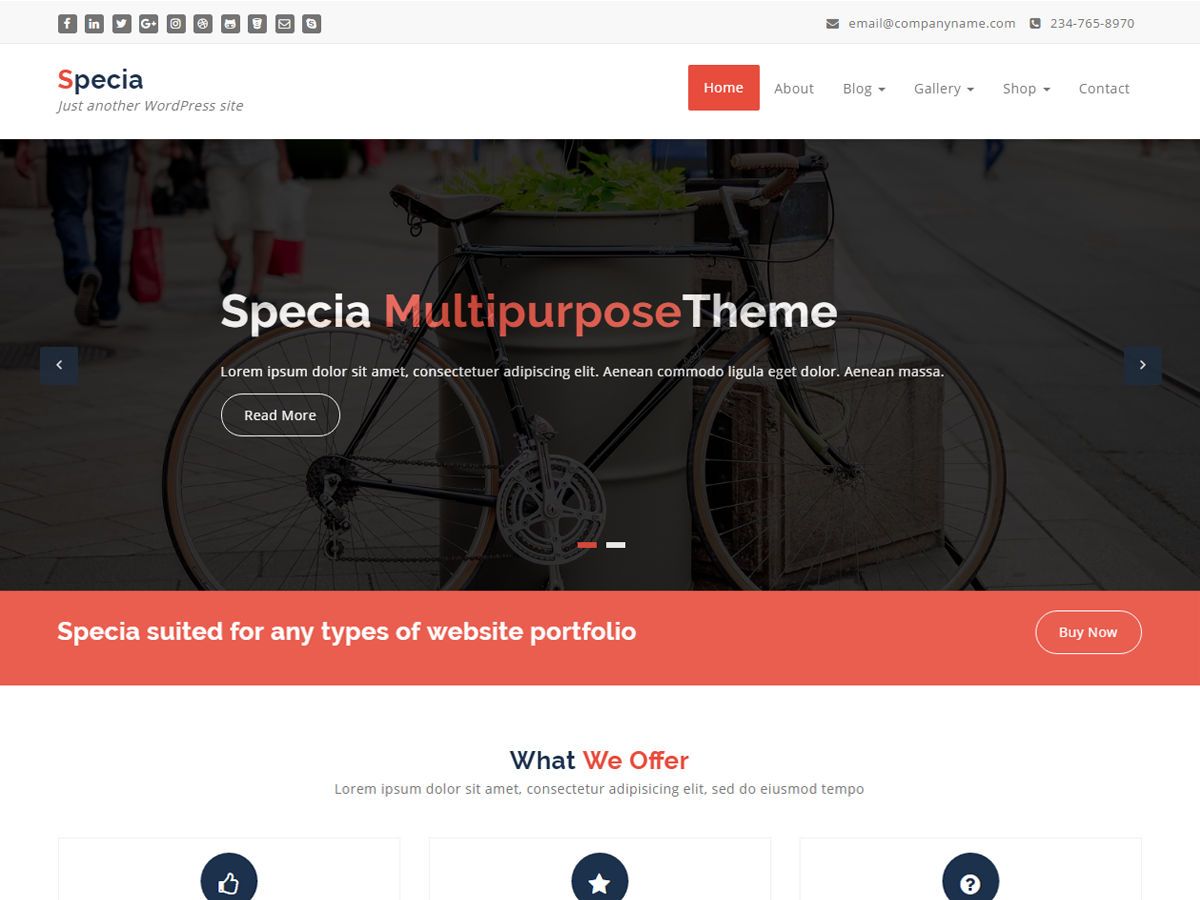 email@companyname.com 234-765-8970
Specia
Just another WordPress site
Home About Blog Gallery Shop Contact
Specia MultipurposeTheme
Lorem ipsum dolor sit amet, consectetuer adipiscing elit. Aenean commodo ligula eget dolor. Aenean massa.
Read More
Specia suited for any types of website portfolio
Buy Now
What We Offer
Lorem ipsum dolor sit amet, consectetur adipisicing elit, sed do eiusmod tempo